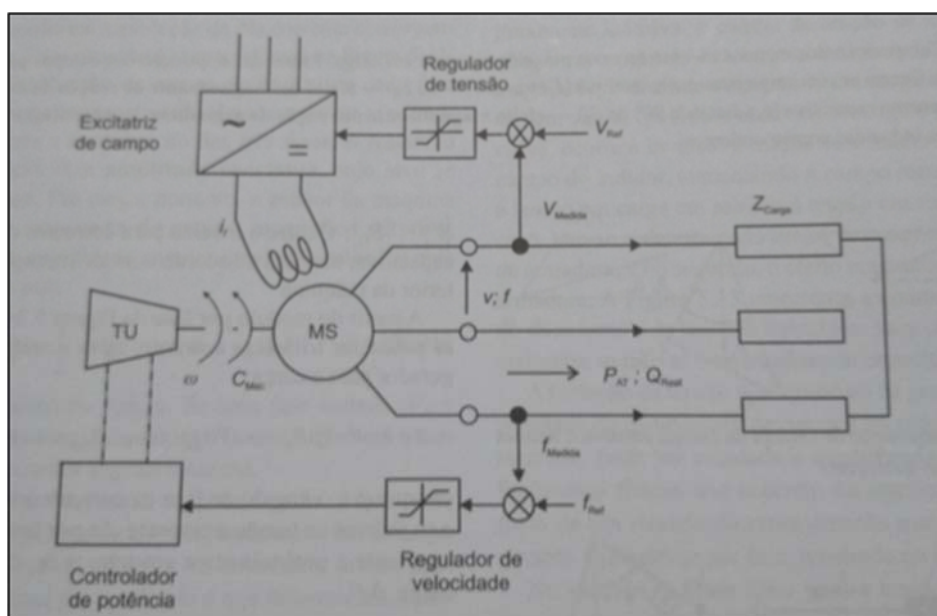 Regulador
de tensão
Excitatriz
de campo
=
V_Ref
I_f
V_Medida
Z_Carga
v; f
TU
MS
ω
C_Mec
P_At ; Q_Reat
f_Medida
f_Ref
Regulador de
velocidade
Controlador
de potência